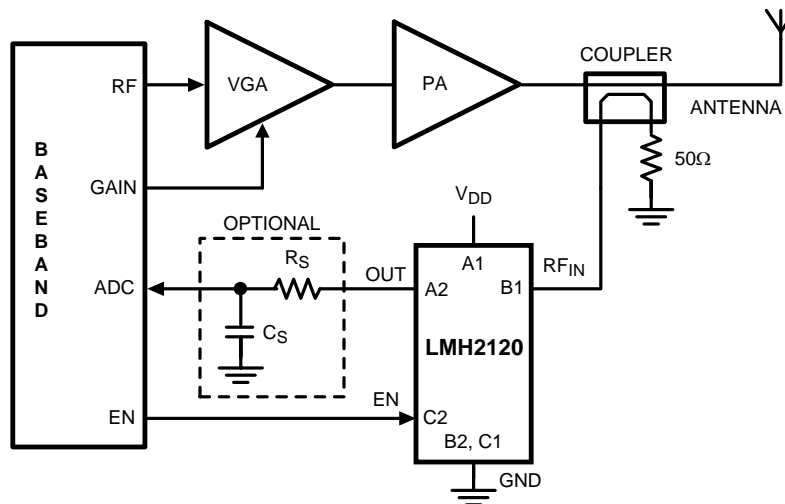 COUPLER
RF
VGA
PA
ANTENNA
BASEBAND
50Ω
GAIN
OPTIONAL
VDD
RS
OUT
A1
RFIN
ADC
A2
B1
CS
LMH2120
EN
EN
C2
B2, C1
GND